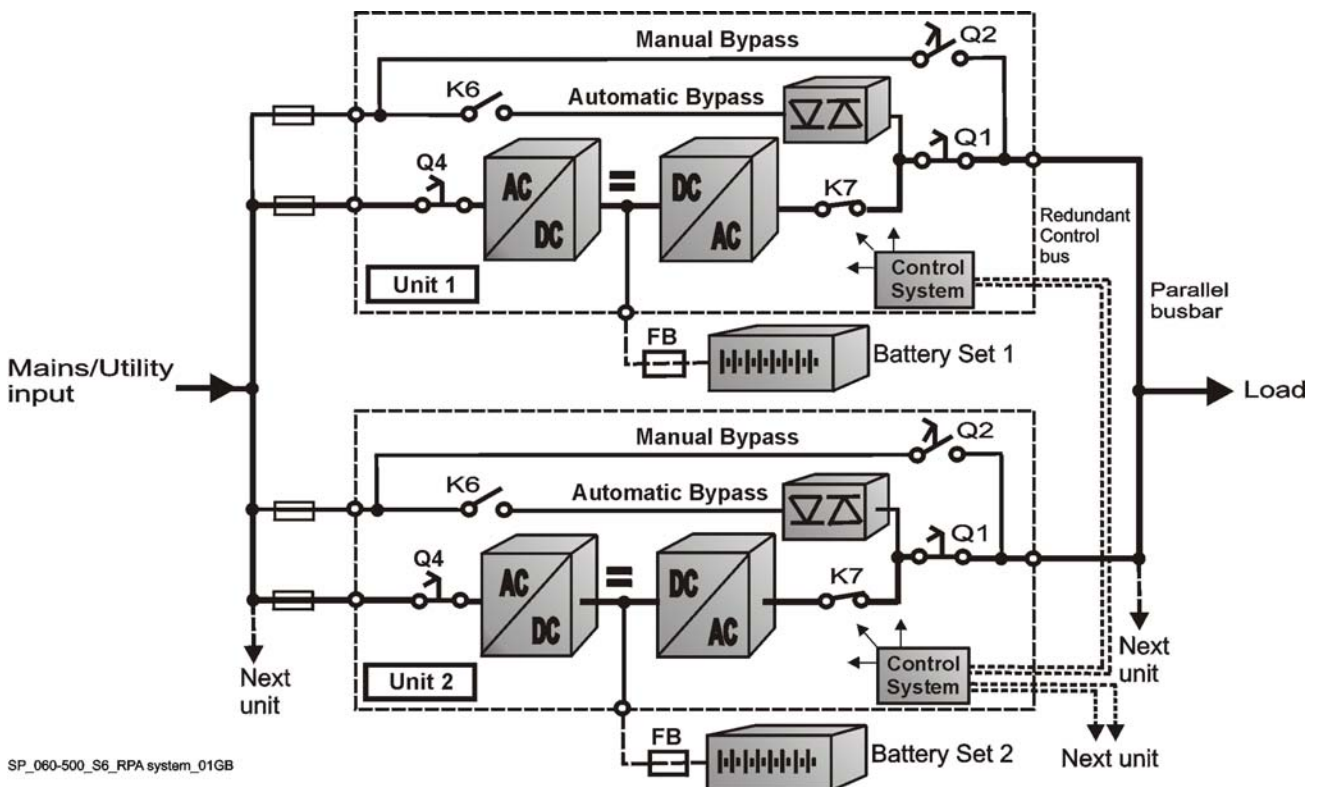 Manual Bypass
Q2
K6
Automatic Bypass
Q4
AC
DC
=
DC
AC
K7
Q1
Unit 1
Control
System
Redundant
Control
bus
Parallel
busbar
FB
Battery Set 1
Mains/Utility
input
Load
Manual Bypass
Q2
K6
Automatic Bypass
Q4
AC
DC
=
DC
AC
K7
Q1
Unit 2
Control
System
Next
unit
Next
unit
Next unit
FB
Battery Set 2
SP_060-500_S6_RPA system_01GB